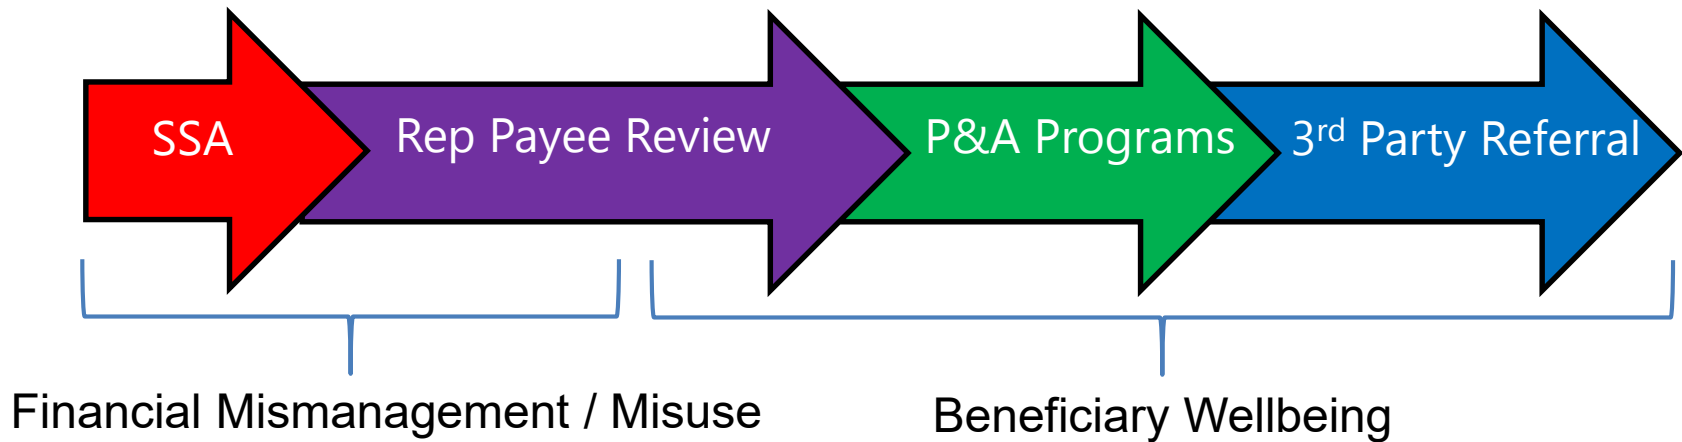 SSA
Rep Payee Review
P&A Programs
3rd Party Referral
Financial Mismanagement / Misuse
Beneficiary Wellbeing